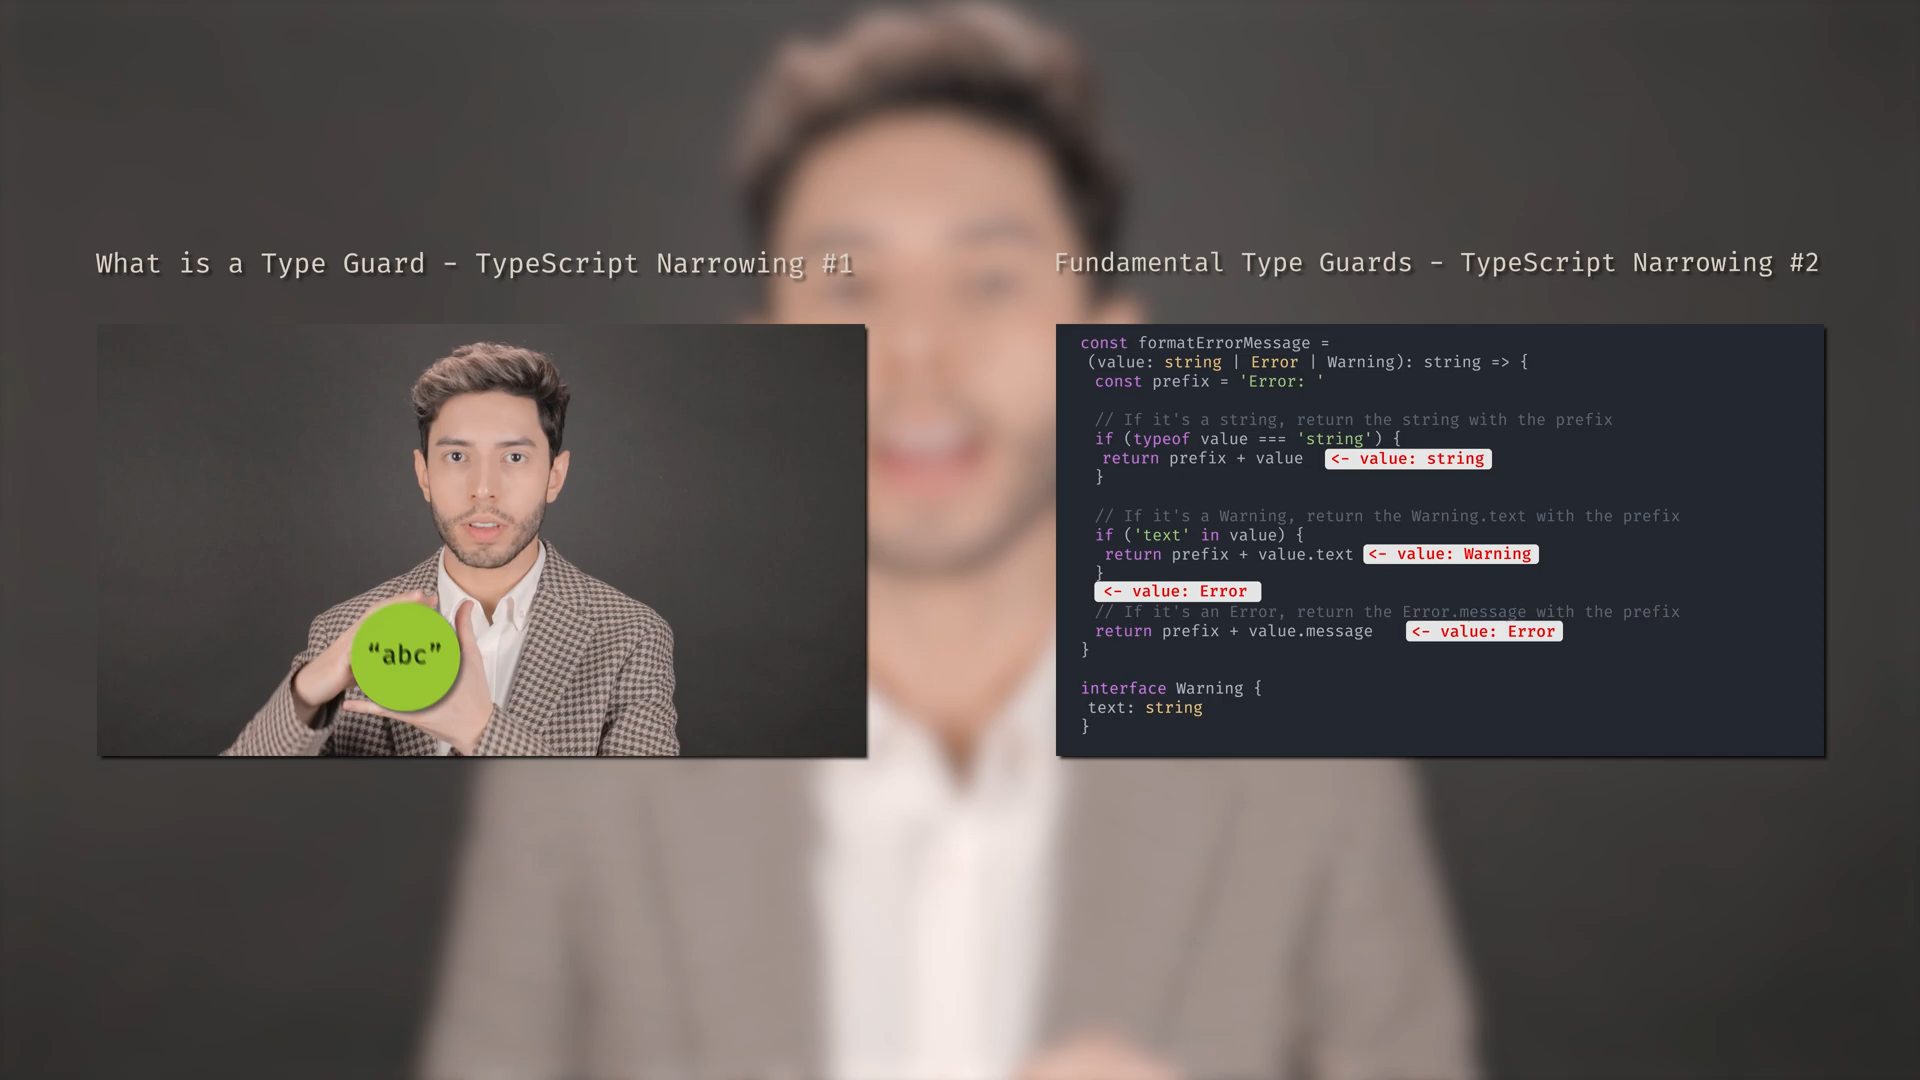 What is a Type Guard - TypeScript Narrowing #1
“abc”
Fundamental Type Guards - TypeScript Narrowing #2
const formatErrorMessage =
(value: string | Error | Warning): string => {
const prefix = 'Error: '
// If it's a string, return the string with the prefix
if (typeof value === 'string') {
return prefix + value <- value: string
}
// If it's a Warning, return the Warning.text with the prefix
if ('text' in value) {
return prefix + value.text <- value: Warning
}
<- value: Error
// If it's an Error, return the Error.message with the prefix
return prefix + value.message <- value: Error
}
interface Warning {
text: string
}